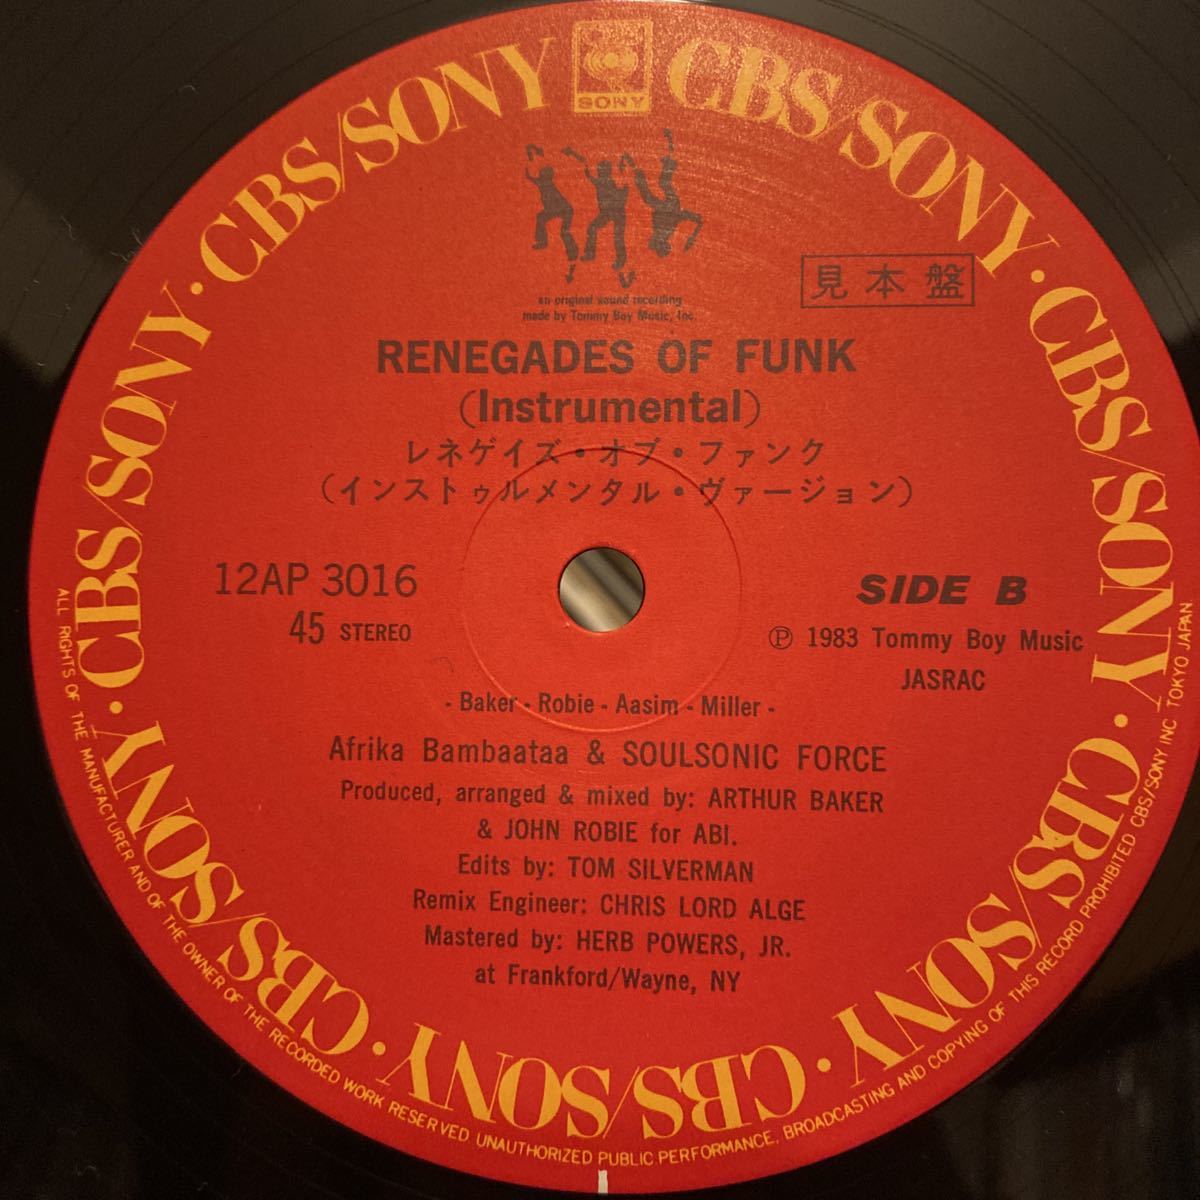 CBS/SONY · CBS/SONY · CBS/SONY · CBS/SONY · CBS/SONY · CBS/SONY · CBS/SONY · CBS/SONY · CBS/SONY · CBS/SONY
SONY
an original sound recording
made by Tommy Boy Music, Inc.
見本盤
RENEGADES OF FUNK
(Instrumental)
レネゲイズ・オブ・ファンク
(インストゥルメンタル・ヴァージョン)
12AP 3016
45 STEREO
SIDE B
Ⓟ 1983 Tommy Boy Music
JASRAC
- Baker - Robie - Aasim - Miller -
Afrika Bambaataa & SOULSONIC FORCE
Produced, arranged & mixed by: ARTHUR BAKER
& JOHN ROBIE for ABI.
Edits by: TOM SILVERMAN
Remix Engineer: CHRIS LORD ALGE
Mastered by: HERB POWERS, JR.
at Frankford/Wayne, NY
ALL RIGHTS OF THE MANUFACTURER AND OF THE OWNER OF THE RECORDED WORK RESERVED UNAUTHORIZED PUBLIC PERFORMANCE, BROADCASTING AND COPYING OF THIS RECORD PROHIBITED CBS/SONY INC TOKYO JAPAN